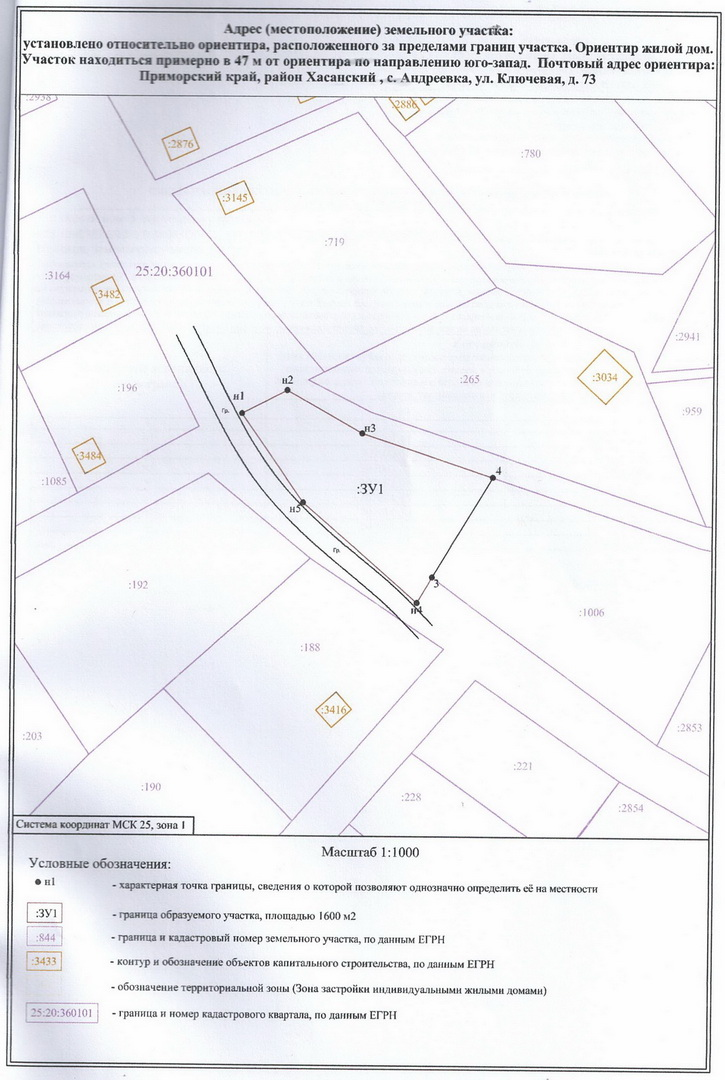 Адрес (местоположение) земельного участка:
установлено относительно ориентира, расположенного за пределами границ участка. Ориентир жилой дом.
Участок находиться примерно в 47 м от ориентира по направлению юго-запад. Почтовый адрес ориентира:
Приморский край, район Хасанский , с. Андреевка, ул. Ключевая, д. 73
:2938
:2886
:2876
:780
:3145
:719
25:20:360101
:3164
:3482
:2941
:265
:3034
:196
н2
н1
:959
Гр.
н3
:3484
4
:1085
:ЗУ1
н5
Гр.
3
:192
н4
:1006
:188
:3416
:203
:2853
:221
:190
:228
:2854
Система координат МСК 25, зона 1
Масштаб 1:1000
Условные обозначения:
н1 - характерная точка границы, сведения о которой позволяют однозначно определить её на местности
:ЗУ1 - граница образуемого участка, площадью 1600 м2
:844 - граница и кадастровый номер земельного участка, по данным ЕГРН
:3433 - контур и обозначение объектов капитального строительства, по данным ЕГРН
- обозначение территориальной зоны (Зона застройки индивидуальными жилыми домами)
25:20:360101 - граница и номер кадастрового квартала, по данным ЕГРН